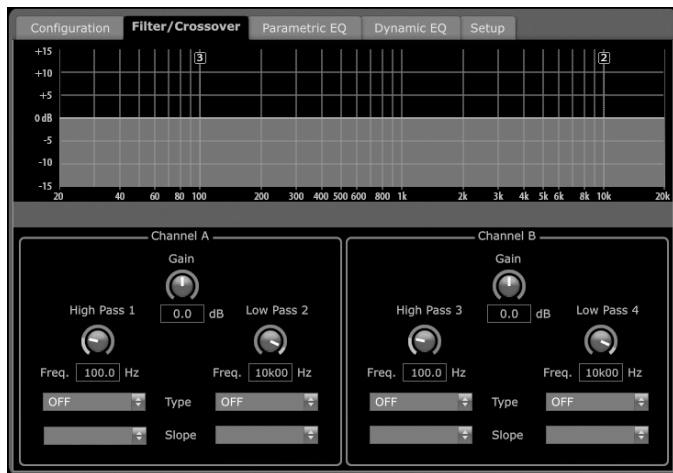 Configuration Filter/Crossover Parametric EQ Dynamic EQ Setup
+15
3 2
+10
+5
0 dB
-5
-10
-15
20 40 60 80 100 200 300 400 500 600 800 1k 2k 3k 4k 5k 6k 8k 10k 20k
Channel A Channel B
Gain Gain
High Pass 1 0.0 dB Low Pass 2 High Pass 3 0.0 dB Low Pass 4
Freq. 100.0 Hz Freq. 10k00 Hz Freq. 100.0 Hz Freq. 10k00 Hz
OFF Type OFF OFF Type OFF
Slope Slope